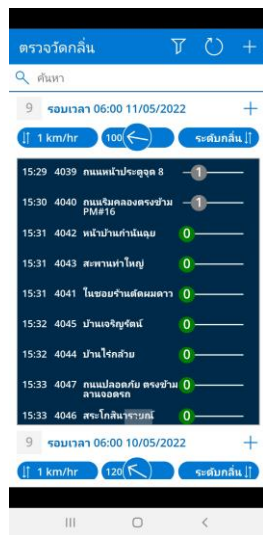 ตรวจวัดกลิ่น
ค้นหา
9 รอบเวลา 06:00 11/05/2022
1 km/hr 100 ระดับกลิ่น
15:29 4039 ถนนหน้าประตูจุด 8 1
15:30 4040 ถนนริมคลองตรงข้าม 1
PM#16
15:31 4042 หน้าบ้านกำนันฉุย 0
15:31 4043 สะพานท่าใหญ่ 0
15:31 4041 ในซอยร้านตัดผมดาว 0
15:32 4045 บ้านเจริญรัตน์ 0
15:32 4044 บ้านไร่กล้วย 0
15:33 4047 ถนนปลอดภัย ตรงข้าม 0
ลานจอดรถ
15:33 4046 สระโกสินารายณ์ 0
9 รอบเวลา 06:00 10/05/2022
1 km/hr 120 ระดับกลิ่น